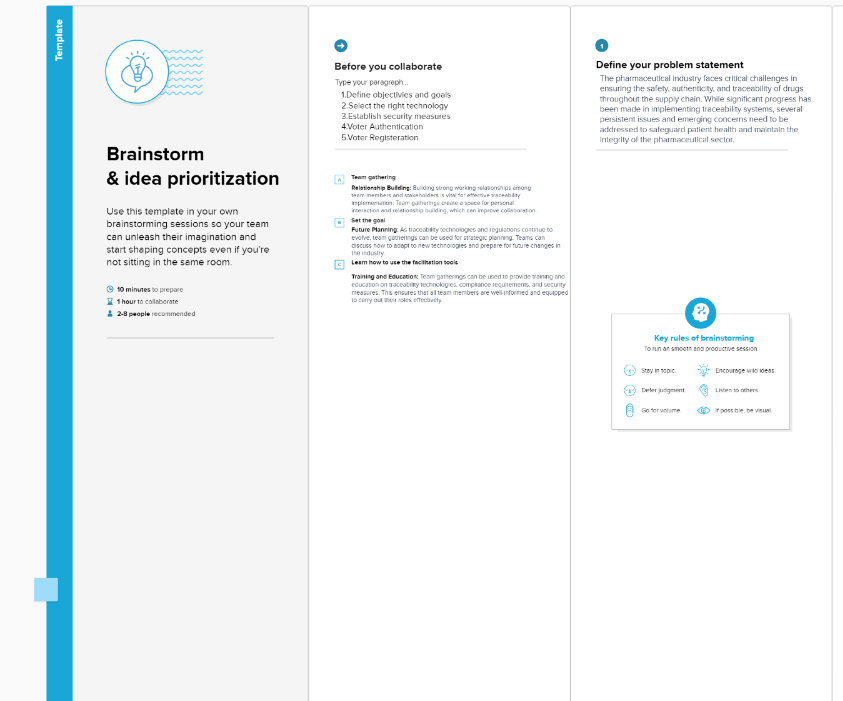 Template
Brainstorm
& idea prioritization
Use this template in your own
brainstorming sessions so your team
can unleash their imagination and
start shaping concepts even if you're
not sitting in the same room.
10 minutes to prepare
1 hour to collaborate
2-8 people recommended
Before you collaborate
Type your paragraph...
1.Define objectivies and goals
2.Select the right technology
3.Establish security measures
4.Voter Authentication
5.Voter Registeration
A
Team gathering
Relationship Building: Building strong working relationships among
team members and stakeholders is vital for effective traceability
implementation. Team gatherings create a space for personal
interaction and relationship building, which can improve collaboration
B
Set the goal
Future Planning: As traceability technologies and regulations continue to
evolve, team gatherings can be used for strategic planning. Teams can
discuss how to adapt to new technologies and prepare for future changes in
the industry
C
Learn how to use the facilitation tools
Training and Education: Team gatherings can be used to provide training and
education on traceability technologies, compliance requirements, and security
measures. This ensures that all team members are well-informed and equipped
to carry out their roles effectively.
1
Define your problem statement
The pharmaceutical industry faces critical challenges in
ensuring the safety, authenticity, and traceability of drugs
throughout the supply chain. While significant progress has
been made in implementing traceability systems, several
persistent issues and emerging concerns need to be
addressed to safeguard patient health and maintain the
integrity of the pharmaceutical sector.
Key rules of brainstorming
To run an smooth and productive session
Stay in topic.
Encourage wild ideas.
Defer judgment.
Listen to others.
Go for volume.
If possible, be visual.